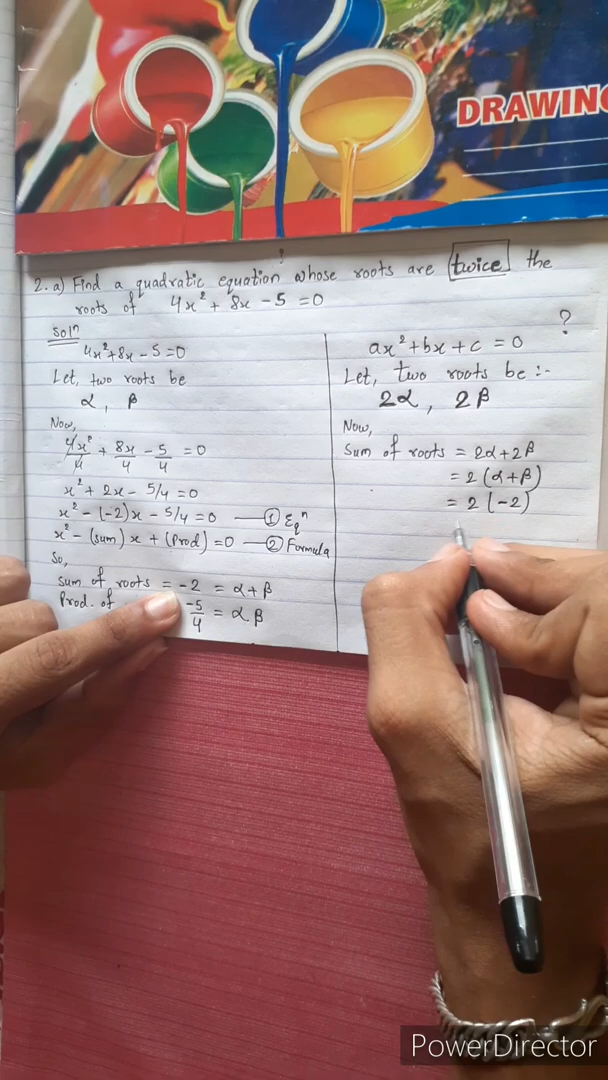 DRAWING
2. a) Find a quadratic equation whose roots are twice the
?
roots of 4x² + 8x - 5 = 0
Solⁿ
4x² + 8x - 5 = 0
Let, two roots be
α , β
Now,
4x²/4 + 8x/4 - 5/4 = 0
x² + 2x - 5/4 = 0
x² - (-2)x - 5/4 = 0 — ① Eqⁿ
x² - (sum) x + (prod) = 0 — ② Formula
So,
Sum of roots = -2 = α + β
Prod. of -5/4 = α . β
?
ax² + bx + c = 0
Let, two roots be :-
2α , 2β
Now,
Sum of roots = 2α + 2β
= 2 (α + β)
= 2 (-2)
=
PowerDirector